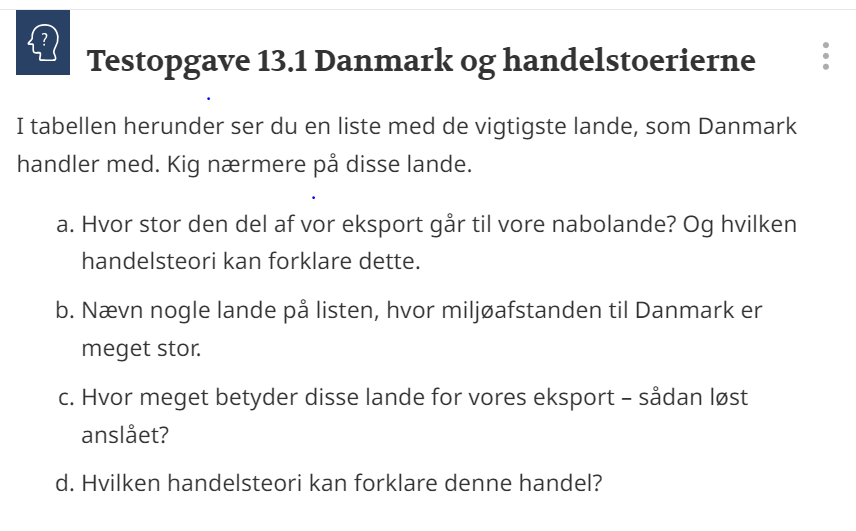 ?
Testopgave 13.1 Danmark og handelstoerierne
I tabellen herunder ser du en liste med de vigtigste lande, som Danmark
handler med. Kig nærmere på disse lande.
a. Hvor stor den del af vor eksport går til vore nabolande? Og hvilken
handelsteori kan forklare dette.
b. Nævn nogle lande på listen, hvor miljøafstanden til Danmark er
meget stor.
c. Hvor meget betyder disse lande for vores eksport – sådan løst
anslået?
d. Hvilken handelsteori kan forklare denne handel?